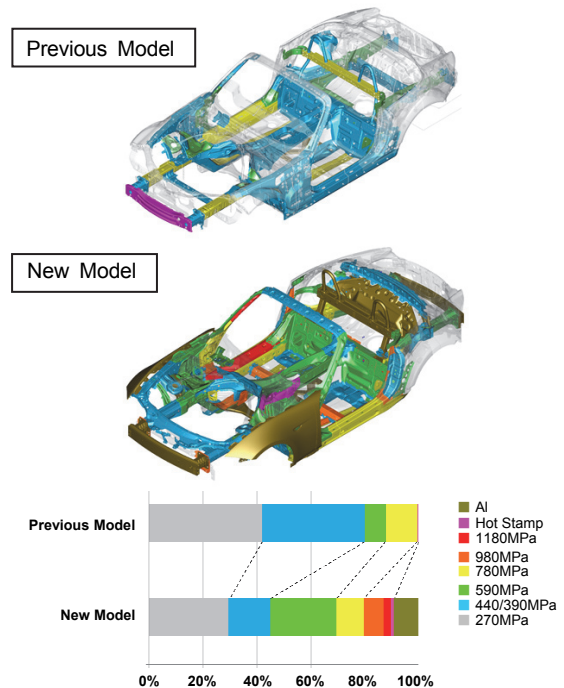 Previous Model
New Model
Previous Model
New Model
0% 20% 40% 60% 80% 100%
Al
Hot Stamp
1180MPa
980MPa
780MPa
590MPa
440/390MPa
270MPa